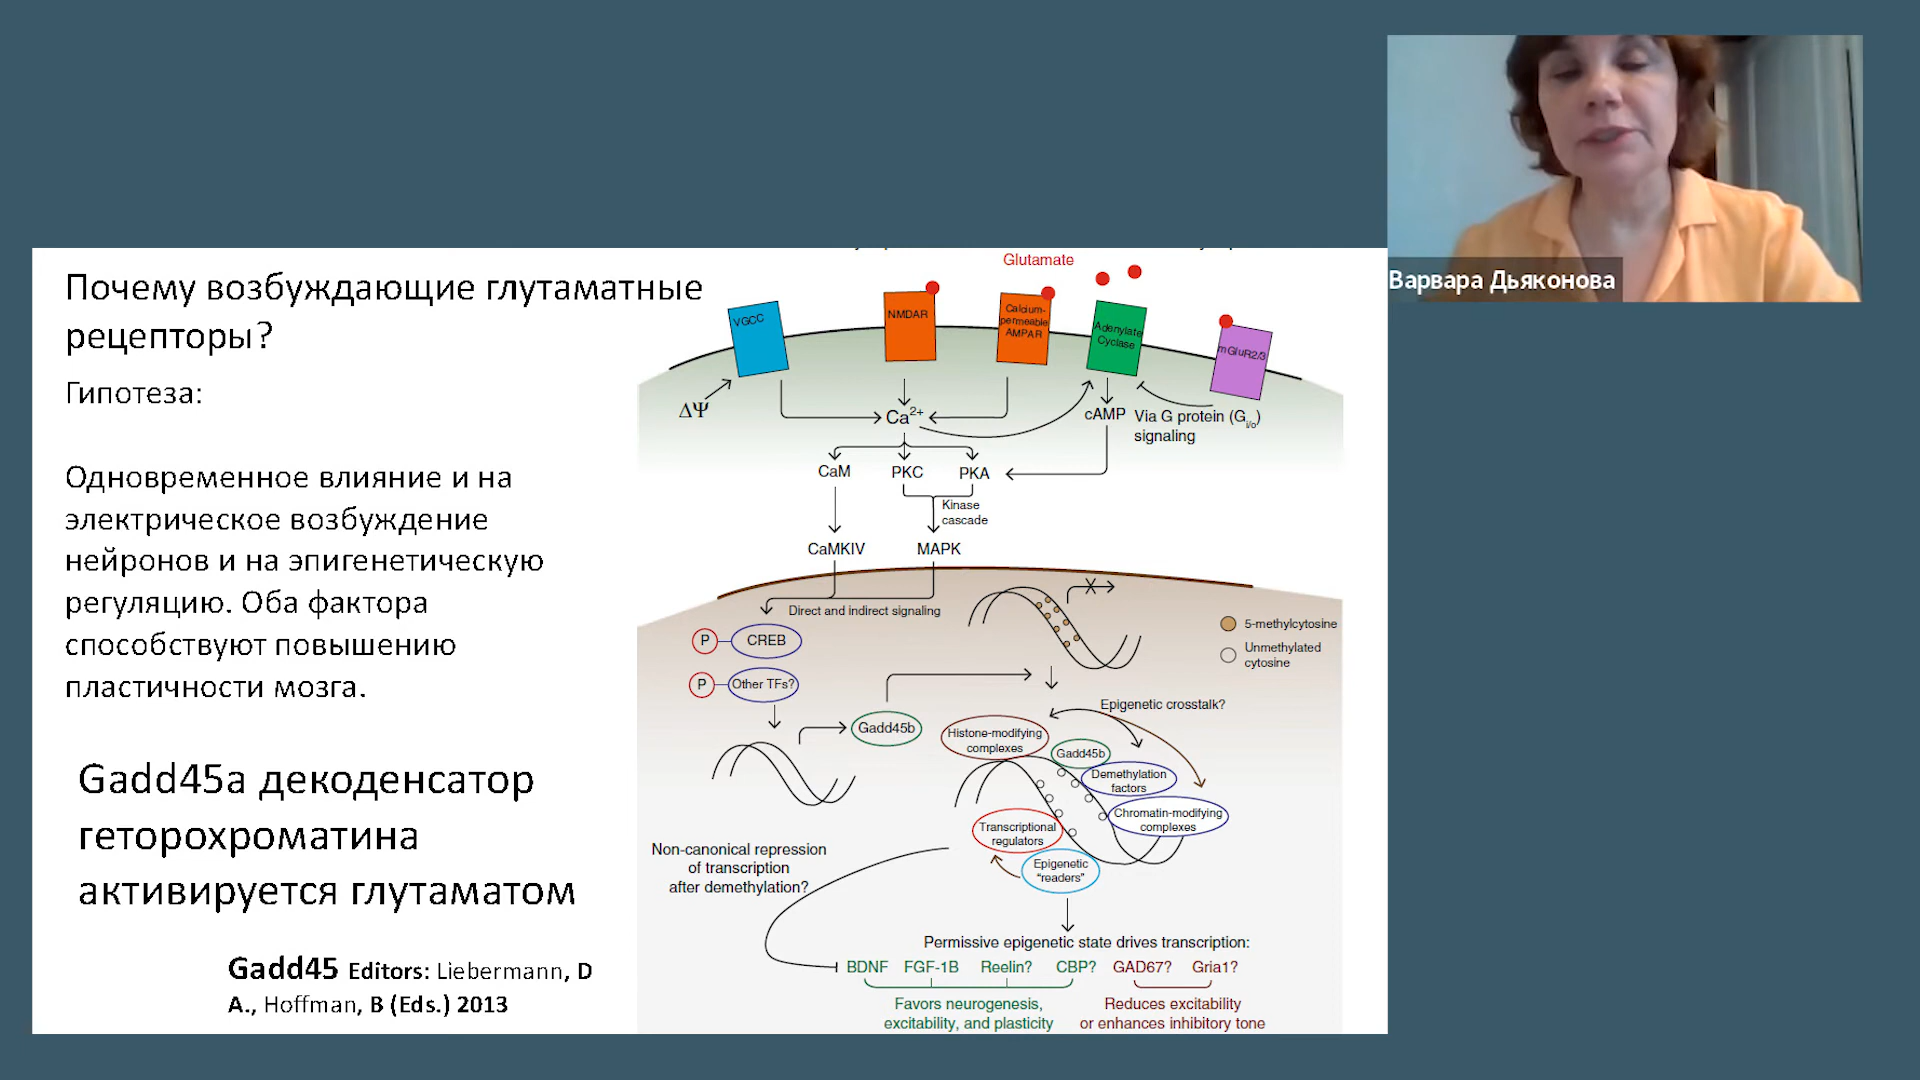 Варвара Дьяконова
Почему возбуждающие глутаматные
рецепторы?
Гипотеза:
Одновременное влияние и на
электрическое возбуждение
нейронов и на эпигенетическую
регуляцию. Оба фактора
способствуют повышению
пластичности мозга.
Gadd45a декоденсатор
геторохроматина
активируется глутаматом
Gadd45 Editors: Liebermann, D
A., Hoffman, B (Eds.) 2013
Glutamate
VGCC
NMDAR
Calcium-
permeable
AMPAR
Adenylate
Cyclase
mGluR2/3
ΔΨ
Ca2+
cAMP
Via G protein (Gi/o)
signaling
CaM
PKC
PKA
Kinase
cascade
CaMKIV
MAPK
Direct and indirect signaling
P
CREB
P
Other TFs?
Gadd45b
5-methylcytosine
Unmethylated
cytosine
Epigenetic crosstalk?
Histone-modifying
complexes
Gadd45b
Demethylation
factors
Chromatin-modifying
complexes
Transcriptional
regulators
Epigenetic
"readers"
Non-canonical repression
of transcription
after demethylation?
Permissive epigenetic state drives transcription:
BDNF FGF-1B Reelin? CBP? GAD67? Gria1?
Favors neurogenesis,
excitability, and plasticity
Reduces excitability
or enhances inhibitory tone